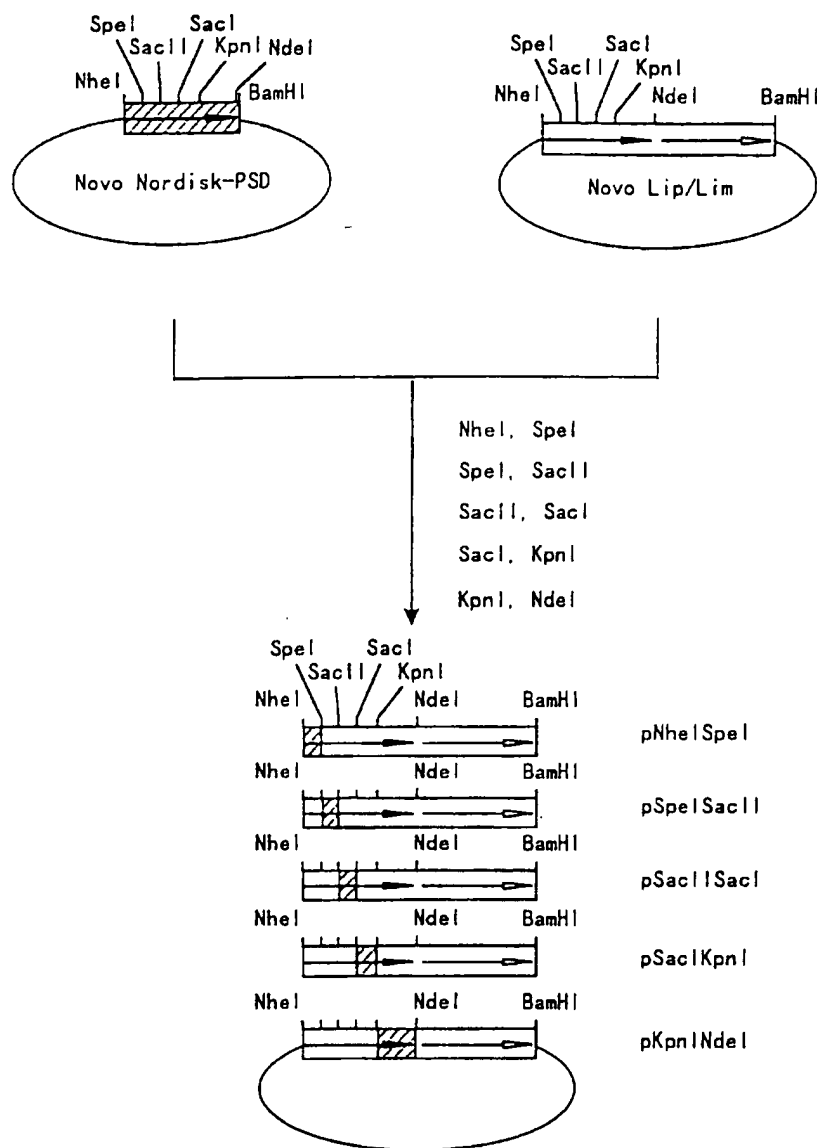 SpeI
SacII
SacI
KpnI
NdeI
NheI
BamHI
Novo Nordisk-PSD
SpeI
SacII
SacI
KpnI
NheI
NdeI
BamHI
Novo Lip/Lim
NheI, SpeI
SpeI, SacII
SacII, SacI
SacI, KpnI
KpnI, NdeI
SpeI
SacII
SacI
KpnI
NheI NdeI BamHI
pNheISpeI
NheI NdeI BamHI
pSpeISacII
NheI NdeI BamHI
pSacIISacI
NheI NdeI BamHI
pSacIKpnI
NheI NdeI BamHI
pKpnINdeI